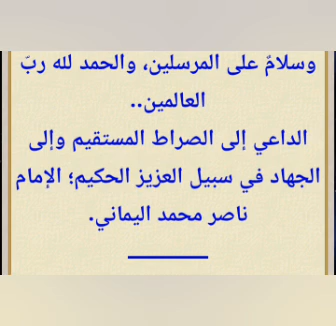 وسلامٌ على المرسلين، والحمد لله ربّ
العالمين..
الداعي إلى الصراط المستقيم وإلى
الجهاد في سبيل العزيز الحكيم؛ الإمام
ناصر محمد اليماني.